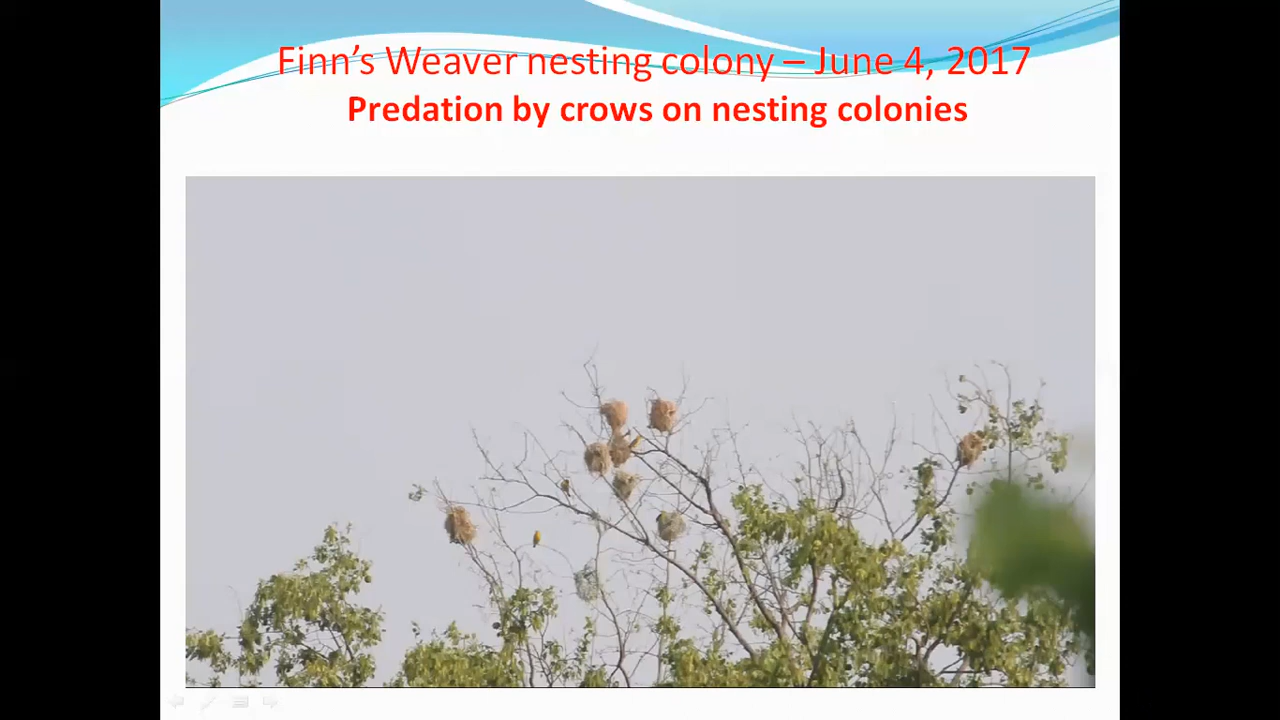 Finn’s Weaver nesting colony – June 4, 2017
Predation by crows on nesting colonies